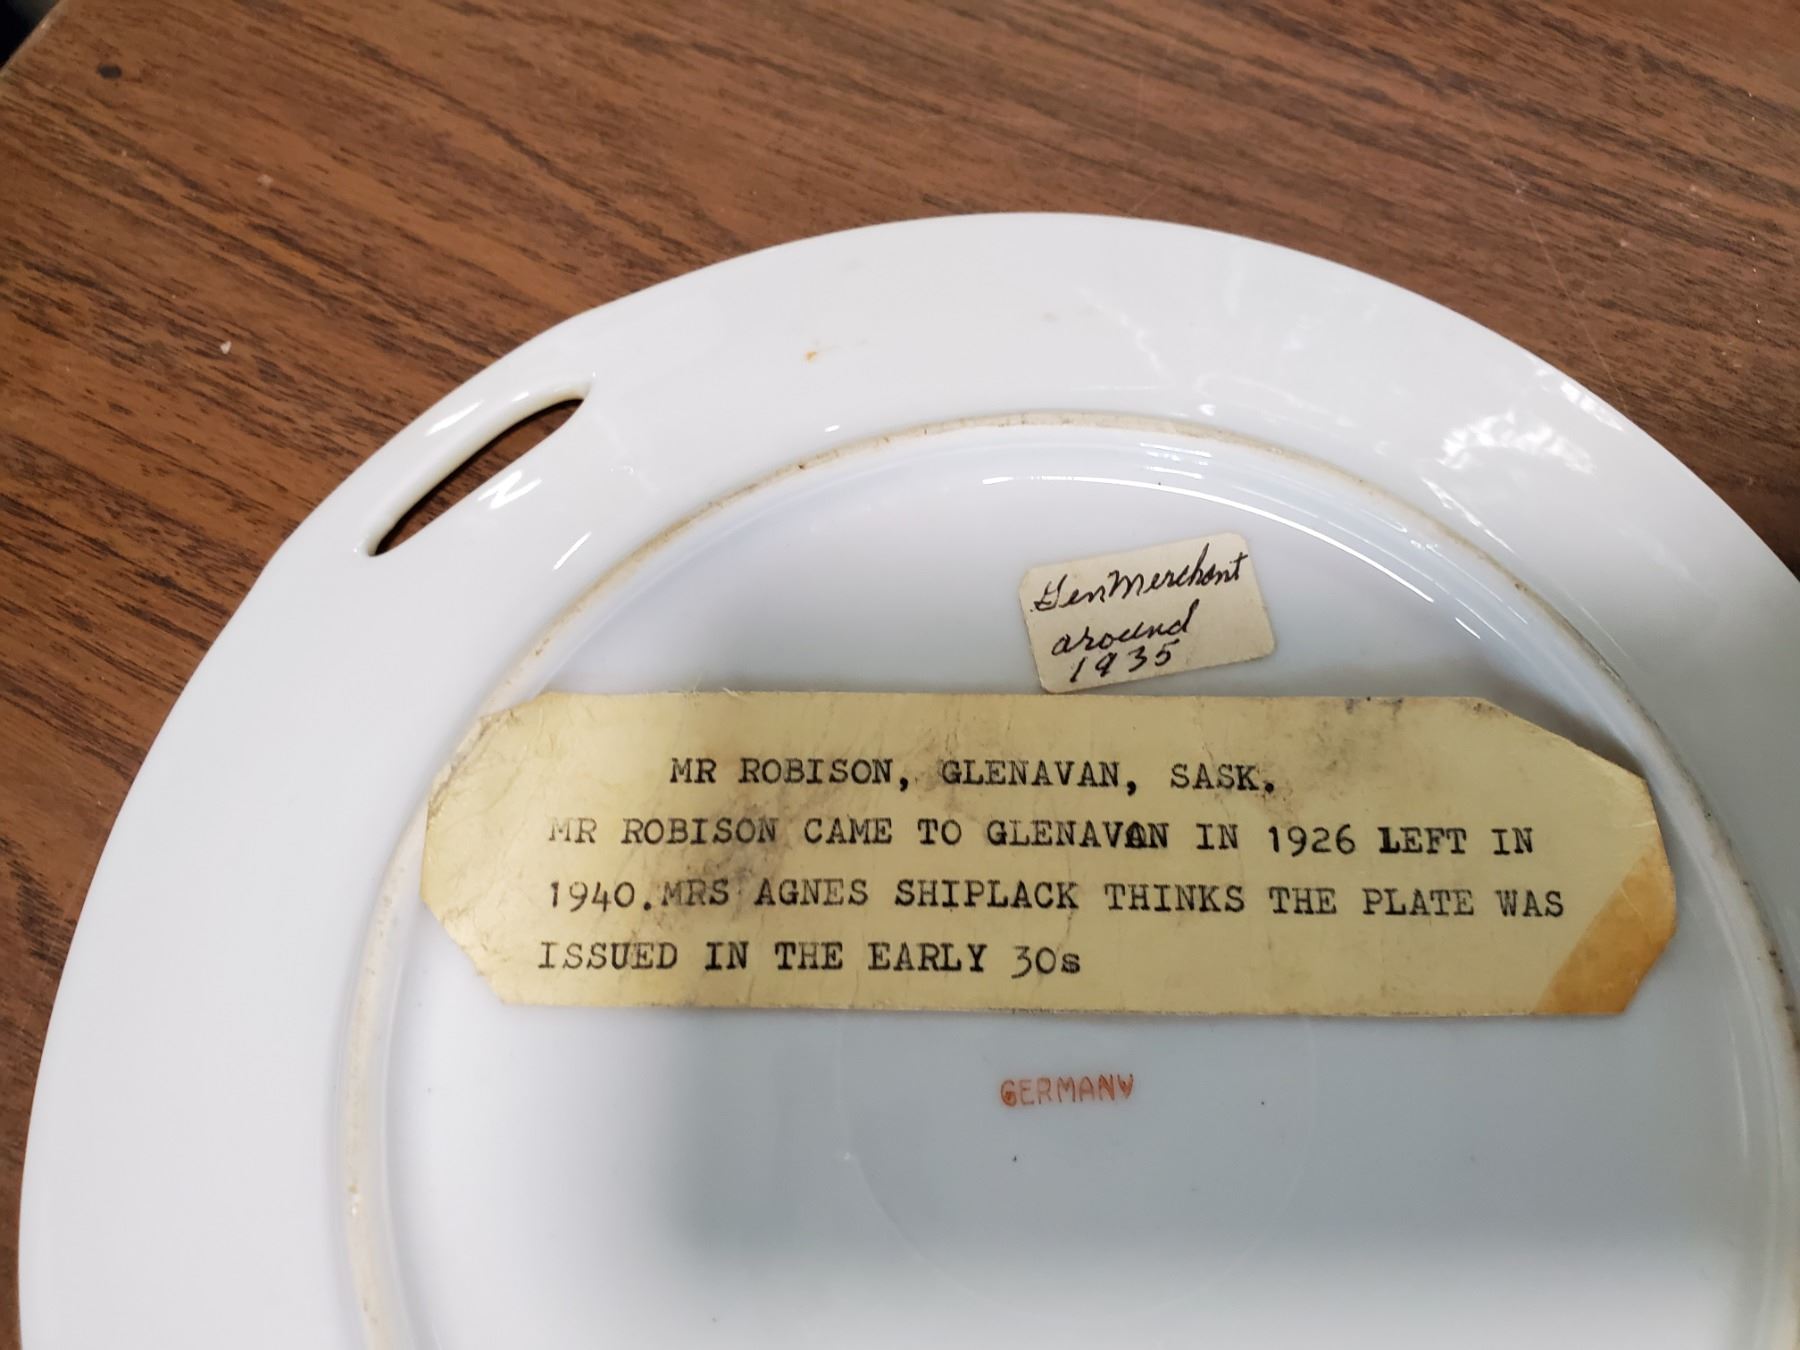 Gen Merchant
around
1935
MR ROBISON, GLENAVAN, SASK.
MR ROBISON CAME TO GLENAVAN IN 1926 LEFT IN
1940.MRS AGNES SHIPLACK THINKS THE PLATE WAS
ISSUED IN THE EARLY 30s
GERMANY